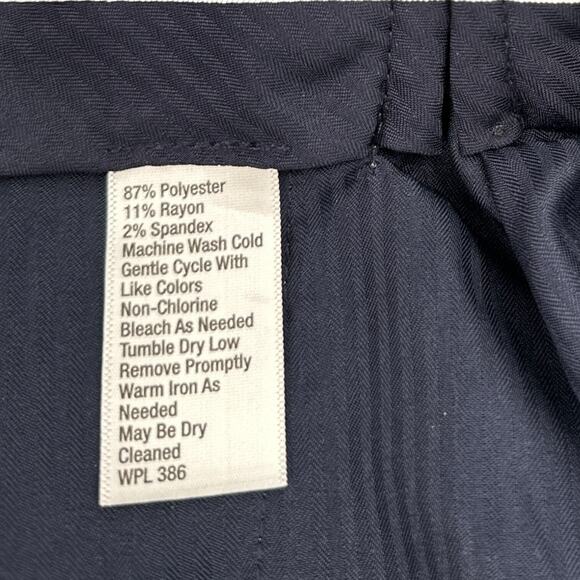 87% Polyester
11% Rayon
2% Spandex
Machine Wash Cold
Gentle Cycle With
Like Colors
Non-Chlorine
Bleach As Needed
Tumble Dry Low
Remove Promptly
Warm Iron As
Needed
May Be Dry
Cleaned
WPL 386